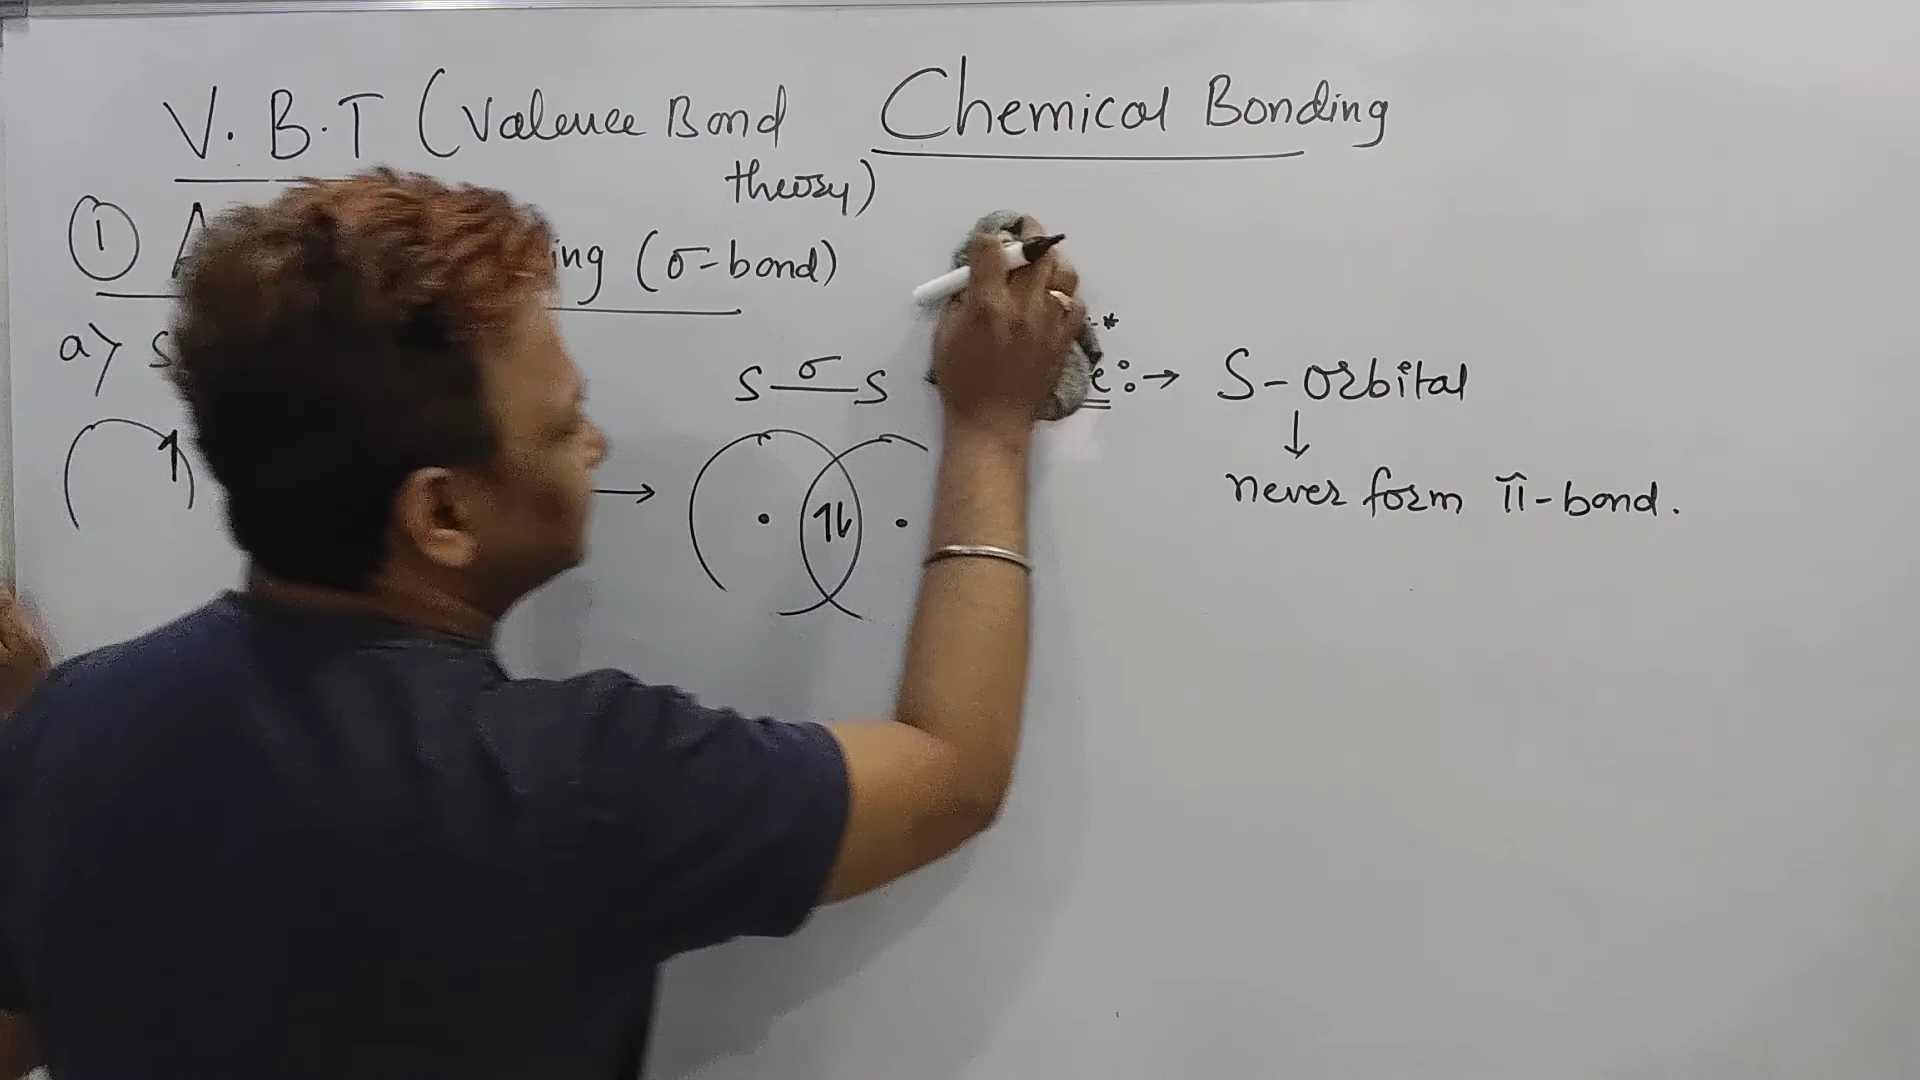 V. B. T (Valence Bond
theory)
Chemical Bonding
① ing (σ-bond)
a) s
S σ S
e:→ S-orbital
↓
never form π-bond.